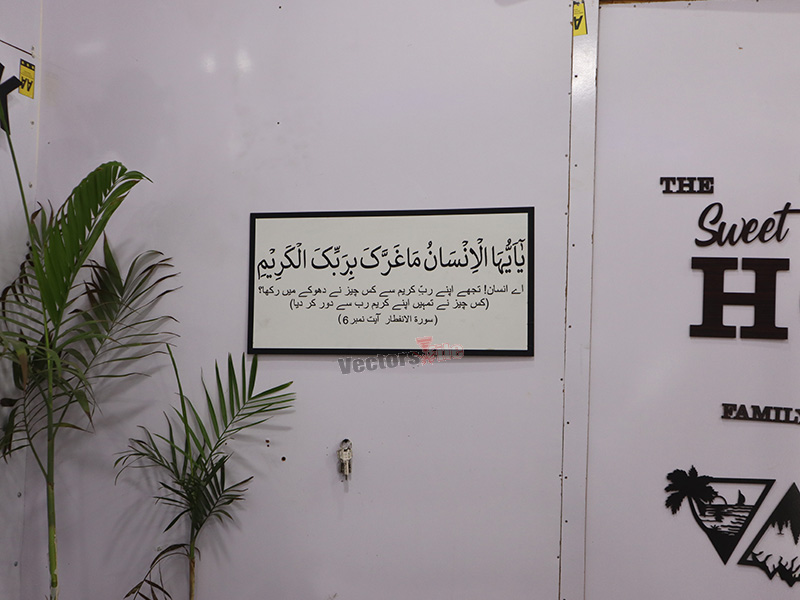 يٰۤاَيُّهَا الْاِنْسَانُ مَا غَرَّكَ بِرَبِّكَ الْكَرِيْمِ
اے انسان! تجھے اپنے ربّ کریم سے کس چیز نے دھوکے میں رکھا؟
(کس چیز نے تمہیں اپنے کریم رب سے دور کر دیا)
(سورۃ الانفطار آیت نمبر 6)
THE
Sweet
H
FAMILY